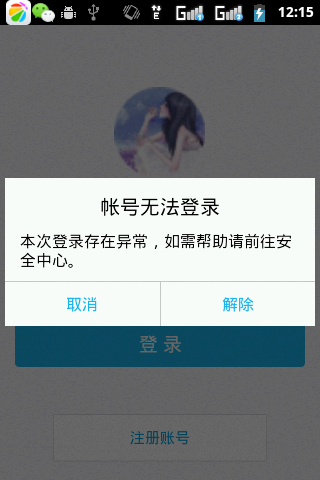 12:15
帐号无法登录
本次登录存在异常，如需帮助请前往安
全中心。
取消 解除
登 录
注册账号